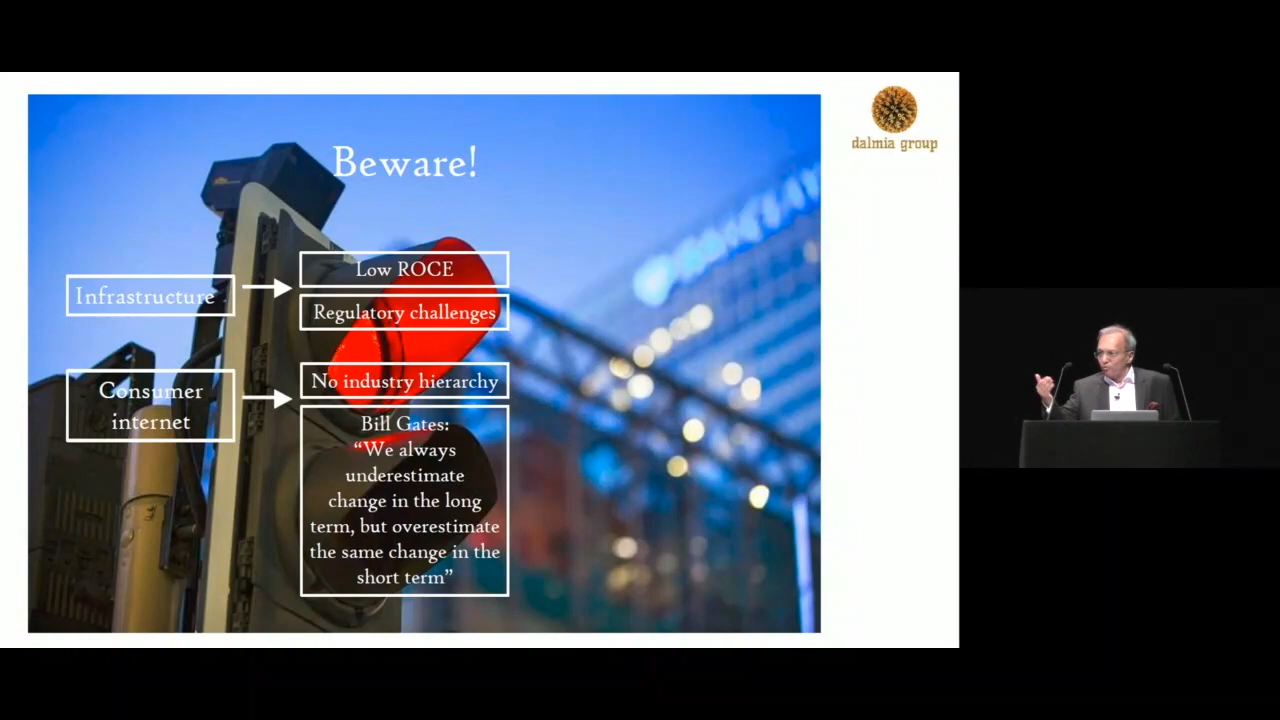 Beware!
dalmia group
Infrastructure
Low ROCE
Regulatory challenges
Consumer
internet
No industry hierarchy
Bill Gates:
“We always
underestimate
change in the long
term, but overestimate
the same change in the
short term”